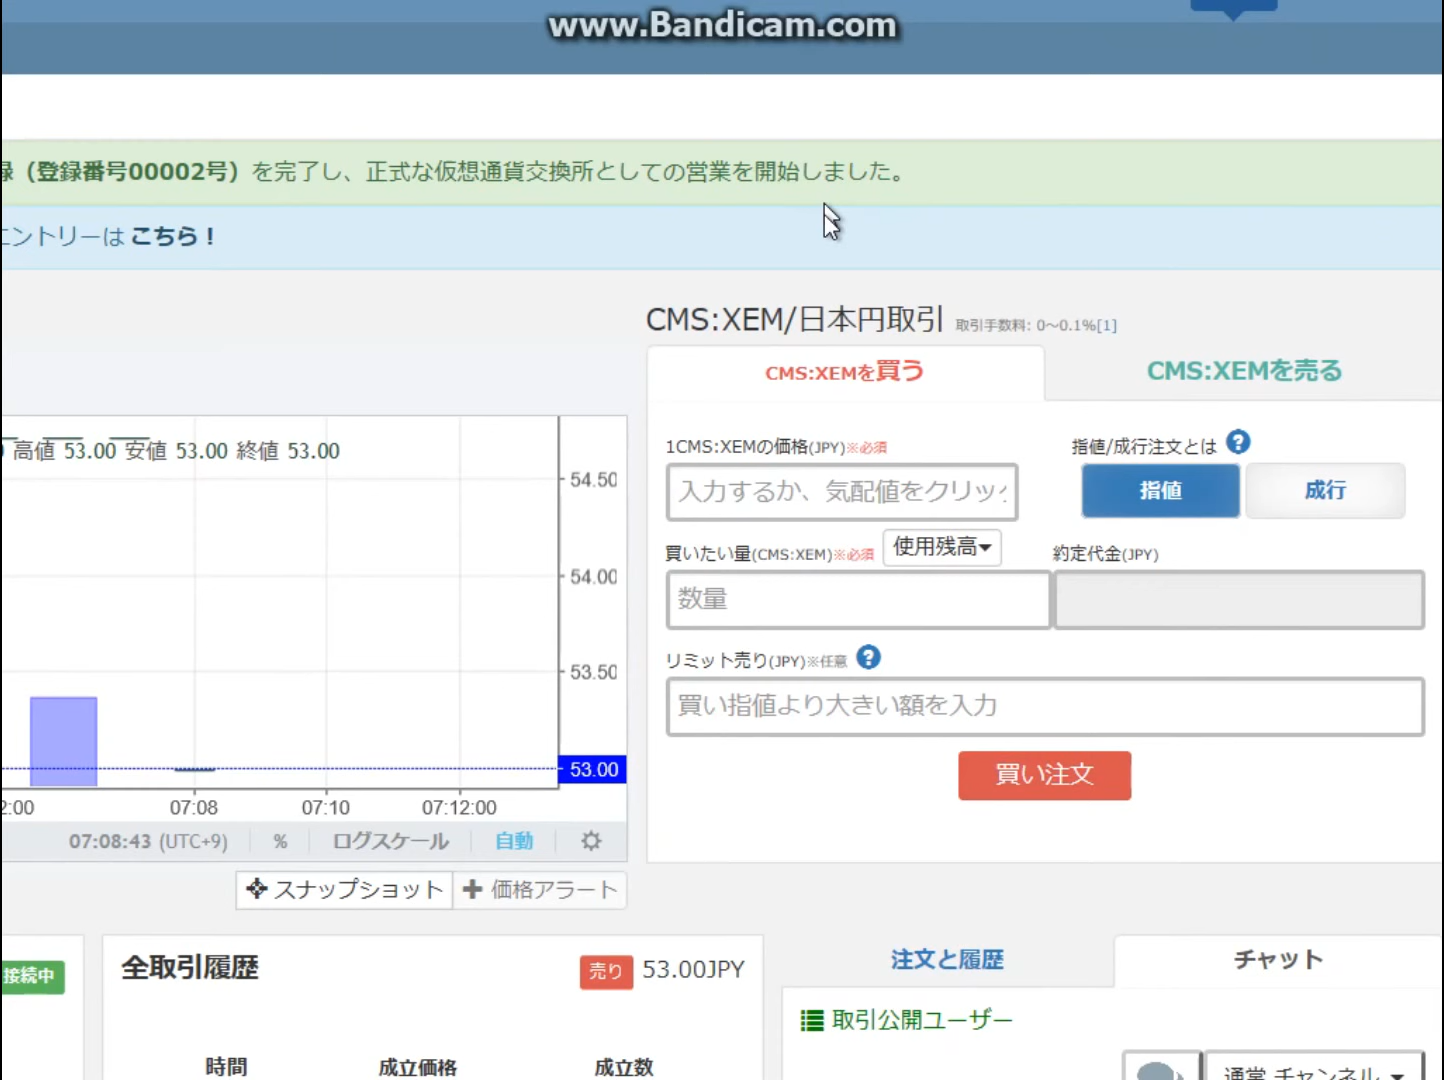 www.Bandicam.com
録（登録番号00002号）を完了し、正式な仮想通貨交換所としての営業を開始しました。
エントリーは こちら！
CMS:XEM/日本円取引 取引手数料: 0～0.1%[1]
CMS:XEMを買う
CMS:XEMを売る
高値 53.00 安値 53.00 終値 53.00
54.50
54.00
53.50
53.00
2:00 07:08 07:10 07:12:00
07:08:43 (UTC+9) % ログスケール 自動
スナップショット 価格アラート
1CMS:XEMの価格(JPY)※必須
指値/成行注文とは ?
入力するか、気配値をクリック
指値 成行
買いたい量(CMS:XEM)※必須 使用残高▾
約定代金(JPY)
数量
リミット売り(JPY)※任意 ?
買い指値より大きい額を入力
買い注文
接続中
全取引履歴
売り 53.00JPY
時間 成立価格 成立数
注文と履歴
チャット
取引公開ユーザー
通常 チャンネル